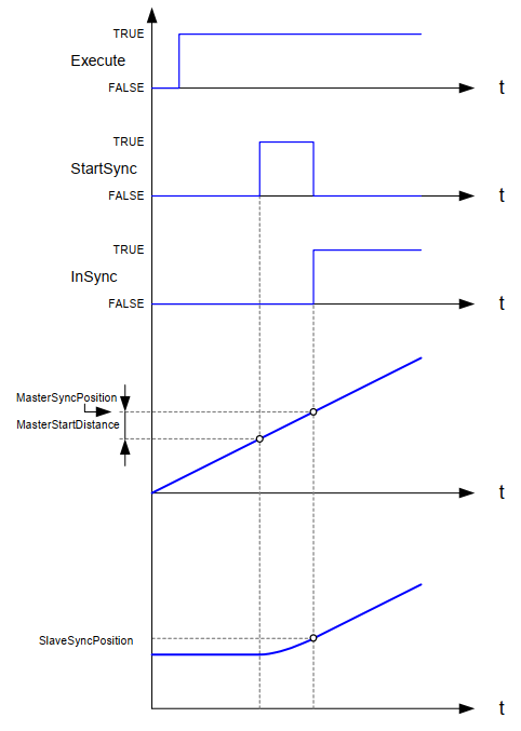 TRUE
Execute
FALSE
t
TRUE
StartSync
FALSE
t
TRUE
InSync
FALSE
t
MasterSyncPosition
MasterStartDistance
t
SlaveSyncPosition
t